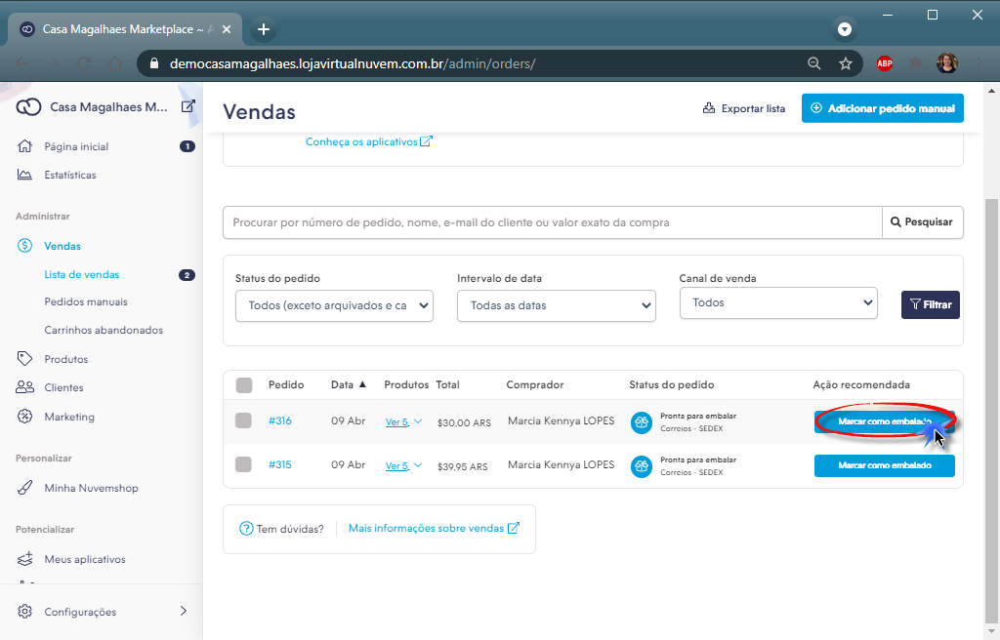 Casa Magalhaes Marketplace ~ A
democasamagalhaes.lojavirtualnuvem.com.br/admin/orders/
ABP
Casa Magalhaes M...
Página inicial 1
Estatísticas
Administrar
Vendas
Lista de vendas 2
Pedidos manuais
Carrinhos abandonados
Produtos
Clientes
Marketing
Personalizar
Minha Nuvemshop
Potencializar
Meus aplicativos
Configurações
Vendas
Exportar lista
Adicionar pedido manual
Conheça os aplicativos
Procurar por número de pedido, nome, e-mail do cliente ou valor exato da compra
Pesquisar
Status do pedido Intervalo de data Canal de venda
Todos (exceto arquivados e ca Todas as datas Todos
Filtrar
Pedido Data ▲ Produtos Total Comprador Status do pedido Ação recomendada
#316 09 Abr Ver 5 $30,00 ARS Marcia Kennya LOPES Pronta para embalar Marcar como embalado
Correios - SEDEX
#315 09 Abr Ver 5 $39,95 ARS Marcia Kennya LOPES Pronta para embalar Marcar como embalado
Correios - SEDEX
Tem dúvidas? Mais informações sobre vendas